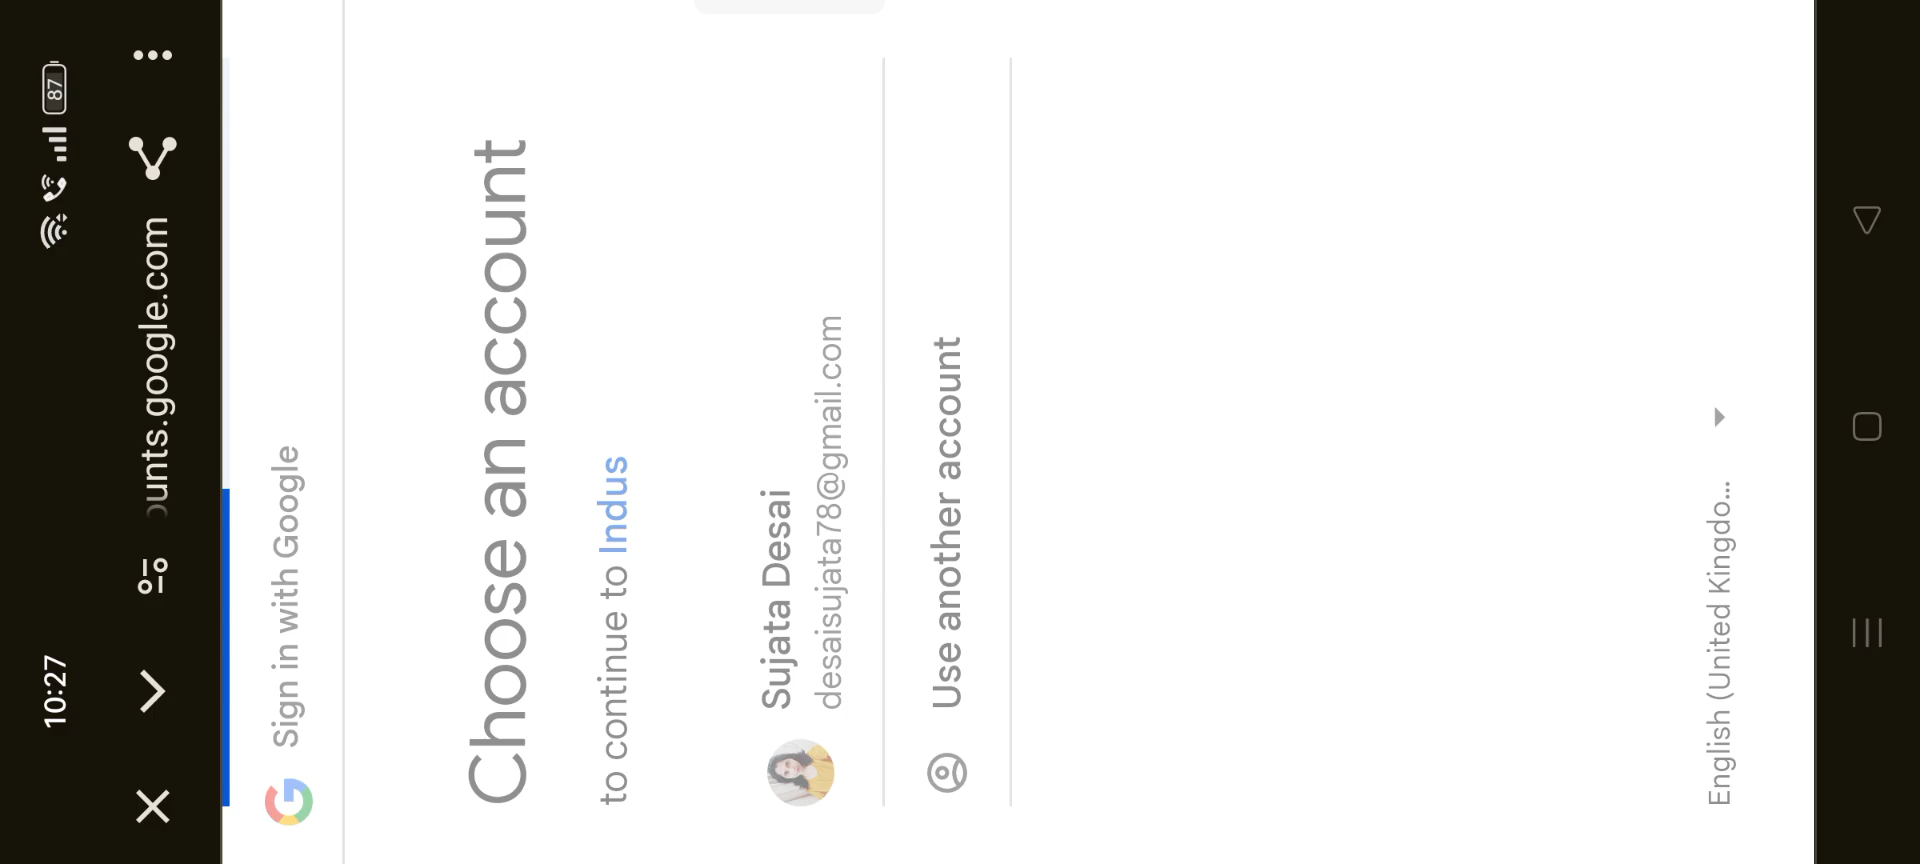 10:27
87
ounts.google.com
Sign in with Google
Choose an account
to continue to Indus
Sujata Desai
desaisujata78@gmail.com
Use another account
English (United Kingdo...